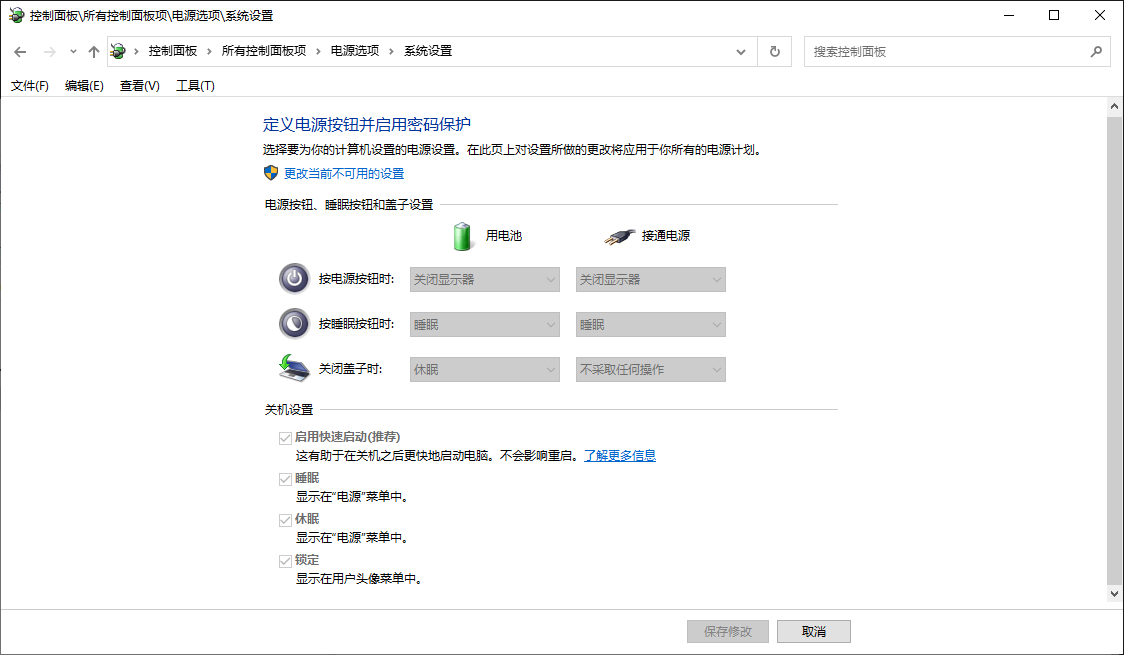 控制面板\所有控制面板项\电源选项\系统设置
控制面板 › 所有控制面板项 › 电源选项 › 系统设置
搜索控制面板
文件(F) 编辑(E) 查看(V) 工具(T)
定义电源按钮并启用密码保护
选择要为你的计算机设置的电源设置。在此页上对设置所做的更改将应用于你所有的电源计划。
更改当前不可用的设置
电源按钮、睡眠按钮和盖子设置
用电池 接通电源
按电源按钮时: 关闭显示器 关闭显示器
按睡眠按钮时: 睡眠 睡眠
关闭盖子时: 休眠 不采取任何操作
关机设置
启用快速启动(推荐)
这有助于在关机之后更快地启动电脑。不会影响重启。了解更多信息
睡眠
显示在“电源”菜单中。
休眠
显示在“电源”菜单中。
锁定
显示在用户头像菜单中。
保存修改 取消